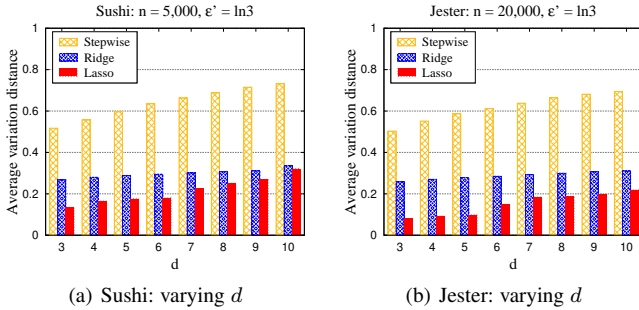 Sushi: n = 5,000, ε' = ln3
Average variation distance
1
0.8
0.6
0.4
0.2
0
Stepwise
Ridge
Lasso
3 4 5 6 7 8 9 10
d
(a) Sushi: varying d
Jester: n = 20,000, ε' = ln3
Average variation distance
1
0.8
0.6
0.4
0.2
0
Stepwise
Ridge
Lasso
3 4 5 6 7 8 9 10
d
(b) Jester: varying d